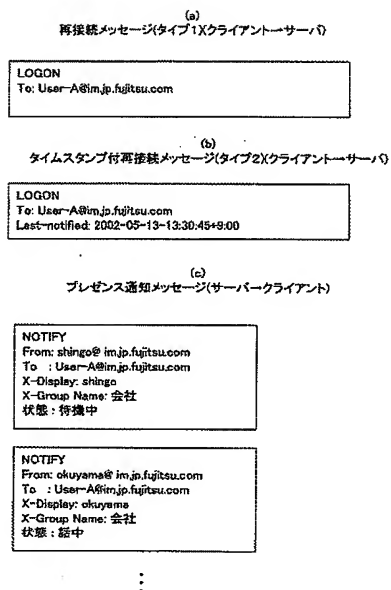 (a)
再接続メッセージ(タイプ1)(クライアント→サーバ)
LOGON
To: User-A@im.jp.fujitsu.com
(b)
タイムスタンプ付再接続メッセージ(タイプ2)(クライアント→サーバ)
LOGON
To: User-A@im.jp.fujitsu.com
Last-notified: 2002-05-13-13:30:45+9:00
(c)
プレゼンス通知メッセージ(サーバ→クライアント)
NOTIFY
From: shingo@ im.jp.fujitsu.com
To : User-A@im.jp.fujitsu.com
X-Display: shingo
X-Group Name: 会社
状態 : 待機中
NOTIFY
From: okuyama@ im.jp.fujitsu.com
To : User-A@im.jp.fujitsu.com
X-Display: okuyama
X-Group Name: 会社
状態 : 話中